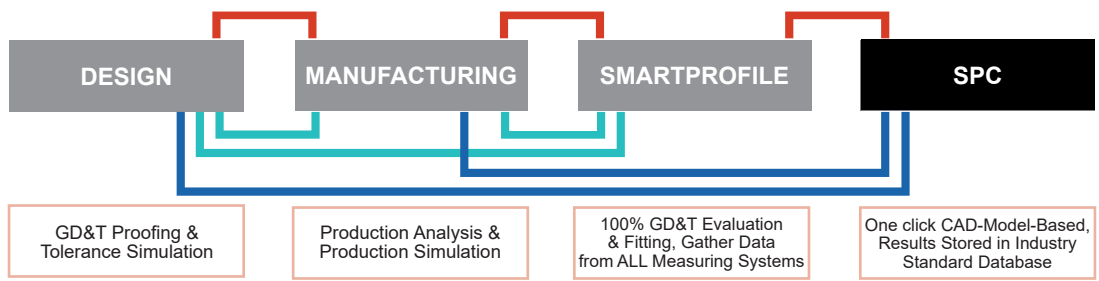 DESIGN
MANUFACTURING
SMARTPROFILE
SPC
GD&T Proofing &
Tolerance Simulation
Production Analysis &
Production Simulation
100% GD&T Evaluation
& Fitting, Gather Data
from ALL Measuring Systems
One click CAD-Model-Based,
Results Stored in Industry
Standard Database